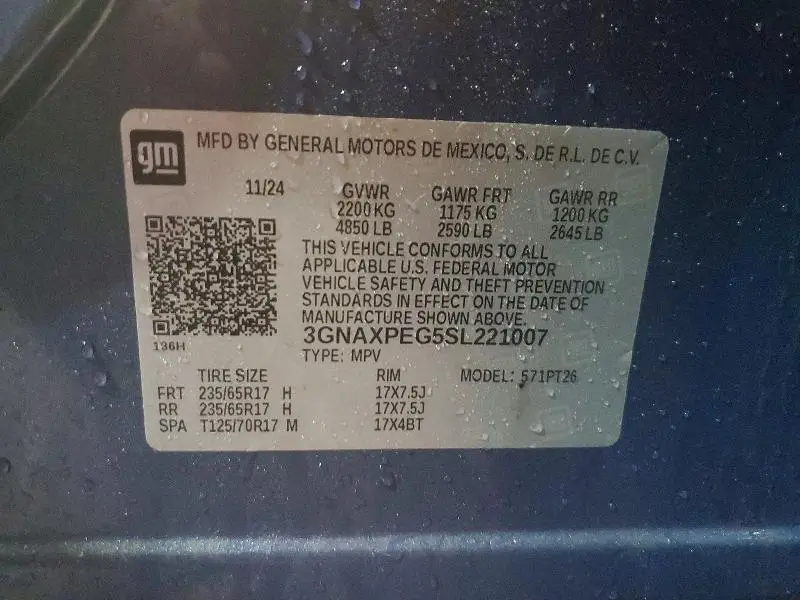 gm
MFD BY GENERAL MOTORS DE MEXICO, S. DE R.L. DE C.V.
11/24 GVWR GAWR FRT GAWR RR
2200 KG 1175 KG 1200 KG
4850 LB 2590 LB 2645 LB
THIS VEHICLE CONFORMS TO ALL
APPLICABLE U.S. FEDERAL MOTOR
VEHICLE SAFETY AND THEFT PREVENTION
STANDARDS IN EFFECT ON THE DATE OF
MANUFACTURE SHOWN ABOVE.
136H
3GNAXPEG5SL221007
TYPE: MPV
TIRE SIZE RIM MODEL: 571PT26
FRT 235/65R17 H 17X7.5J
RR 235/65R17 H 17X7.5J
SPA T125/70R17 M 17X4BT